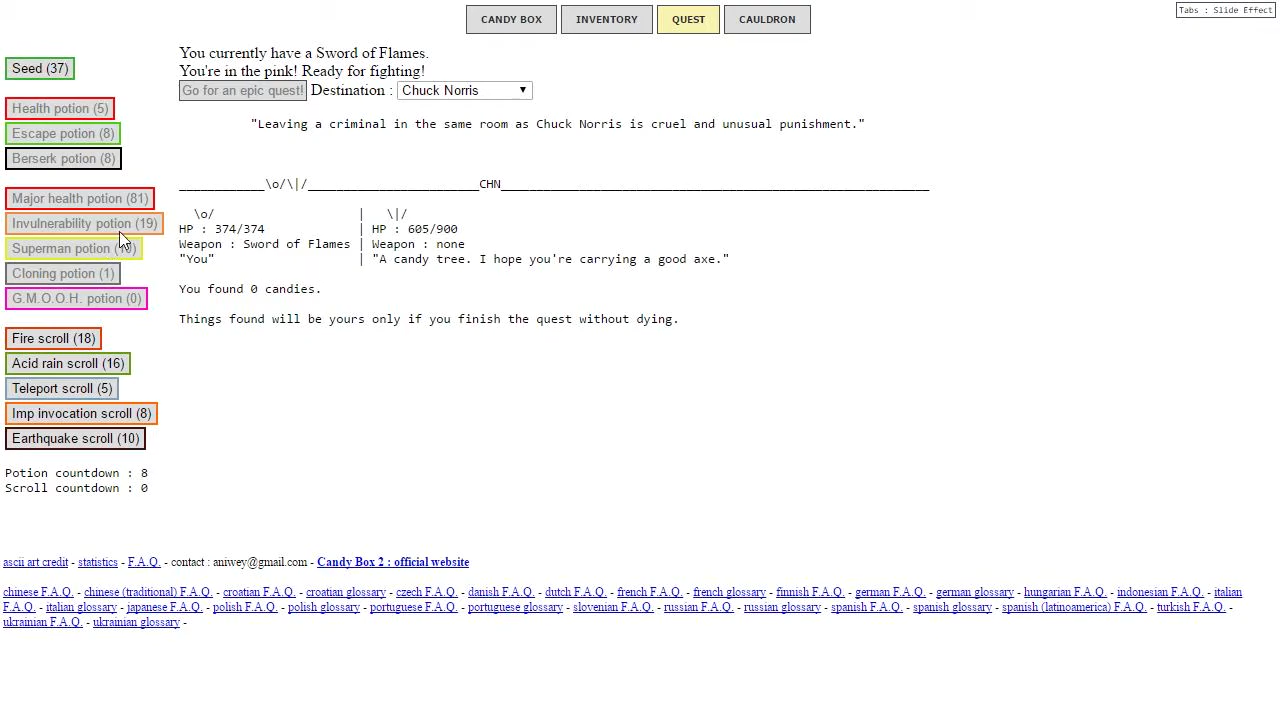 CANDY BOX INVENTORY QUEST CAULDRON
Tabs : Slide Effect
You currently have a Sword of Flames.
You're in the pink! Ready for fighting!
Go for an epic quest! Destination : Chuck Norris
"Leaving a criminal in the same room as Chuck Norris is cruel and unusual punishment."
____________\o/\|/________________________CHN____________________________________________________________
\o/ | \|/
HP : 374/374 | HP : 605/900
Weapon : Sword of Flames | Weapon : none
"You" | "A candy tree. I hope you're carrying a good axe."
You found 0 candies.
Things found will be yours only if you finish the quest without dying.
Seed (37)
Health potion (5)
Escape potion (8)
Berserk potion (8)
Major health potion (81)
Invulnerability potion (19)
Superman potion
Cloning potion (1)
G.M.O.O.H. potion (0)
Fire scroll (18)
Acid rain scroll (16)
Teleport scroll (5)
Imp invocation scroll (8)
Earthquake scroll (10)
Potion countdown : 8
Scroll countdown : 0
ascii art credit - statistics - F.A.Q. - contact : aniwey@gmail.com - Candy Box 2 : official website
chinese F.A.Q. - chinese (traditional) F.A.Q. - croatian F.A.Q. - croatian glossary - czech F.A.Q. - danish F.A.Q. - dutch F.A.Q. - french F.A.Q. - french glossary - finnish F.A.Q. - german F.A.Q. - german glossary - hungarian F.A.Q. - indonesian F.A.Q. - italian
F.A.Q. - italian glossary - japanese F.A.Q. - polish F.A.Q. - polish glossary - portuguese F.A.Q. - portuguese glossary - slovenian F.A.Q. - russian F.A.Q. - russian glossary - spanish F.A.Q. - spanish glossary - spanish (latinoamerica) F.A.Q. - turkish F.A.Q. -
ukrainian F.A.Q. - ukrainian glossary -